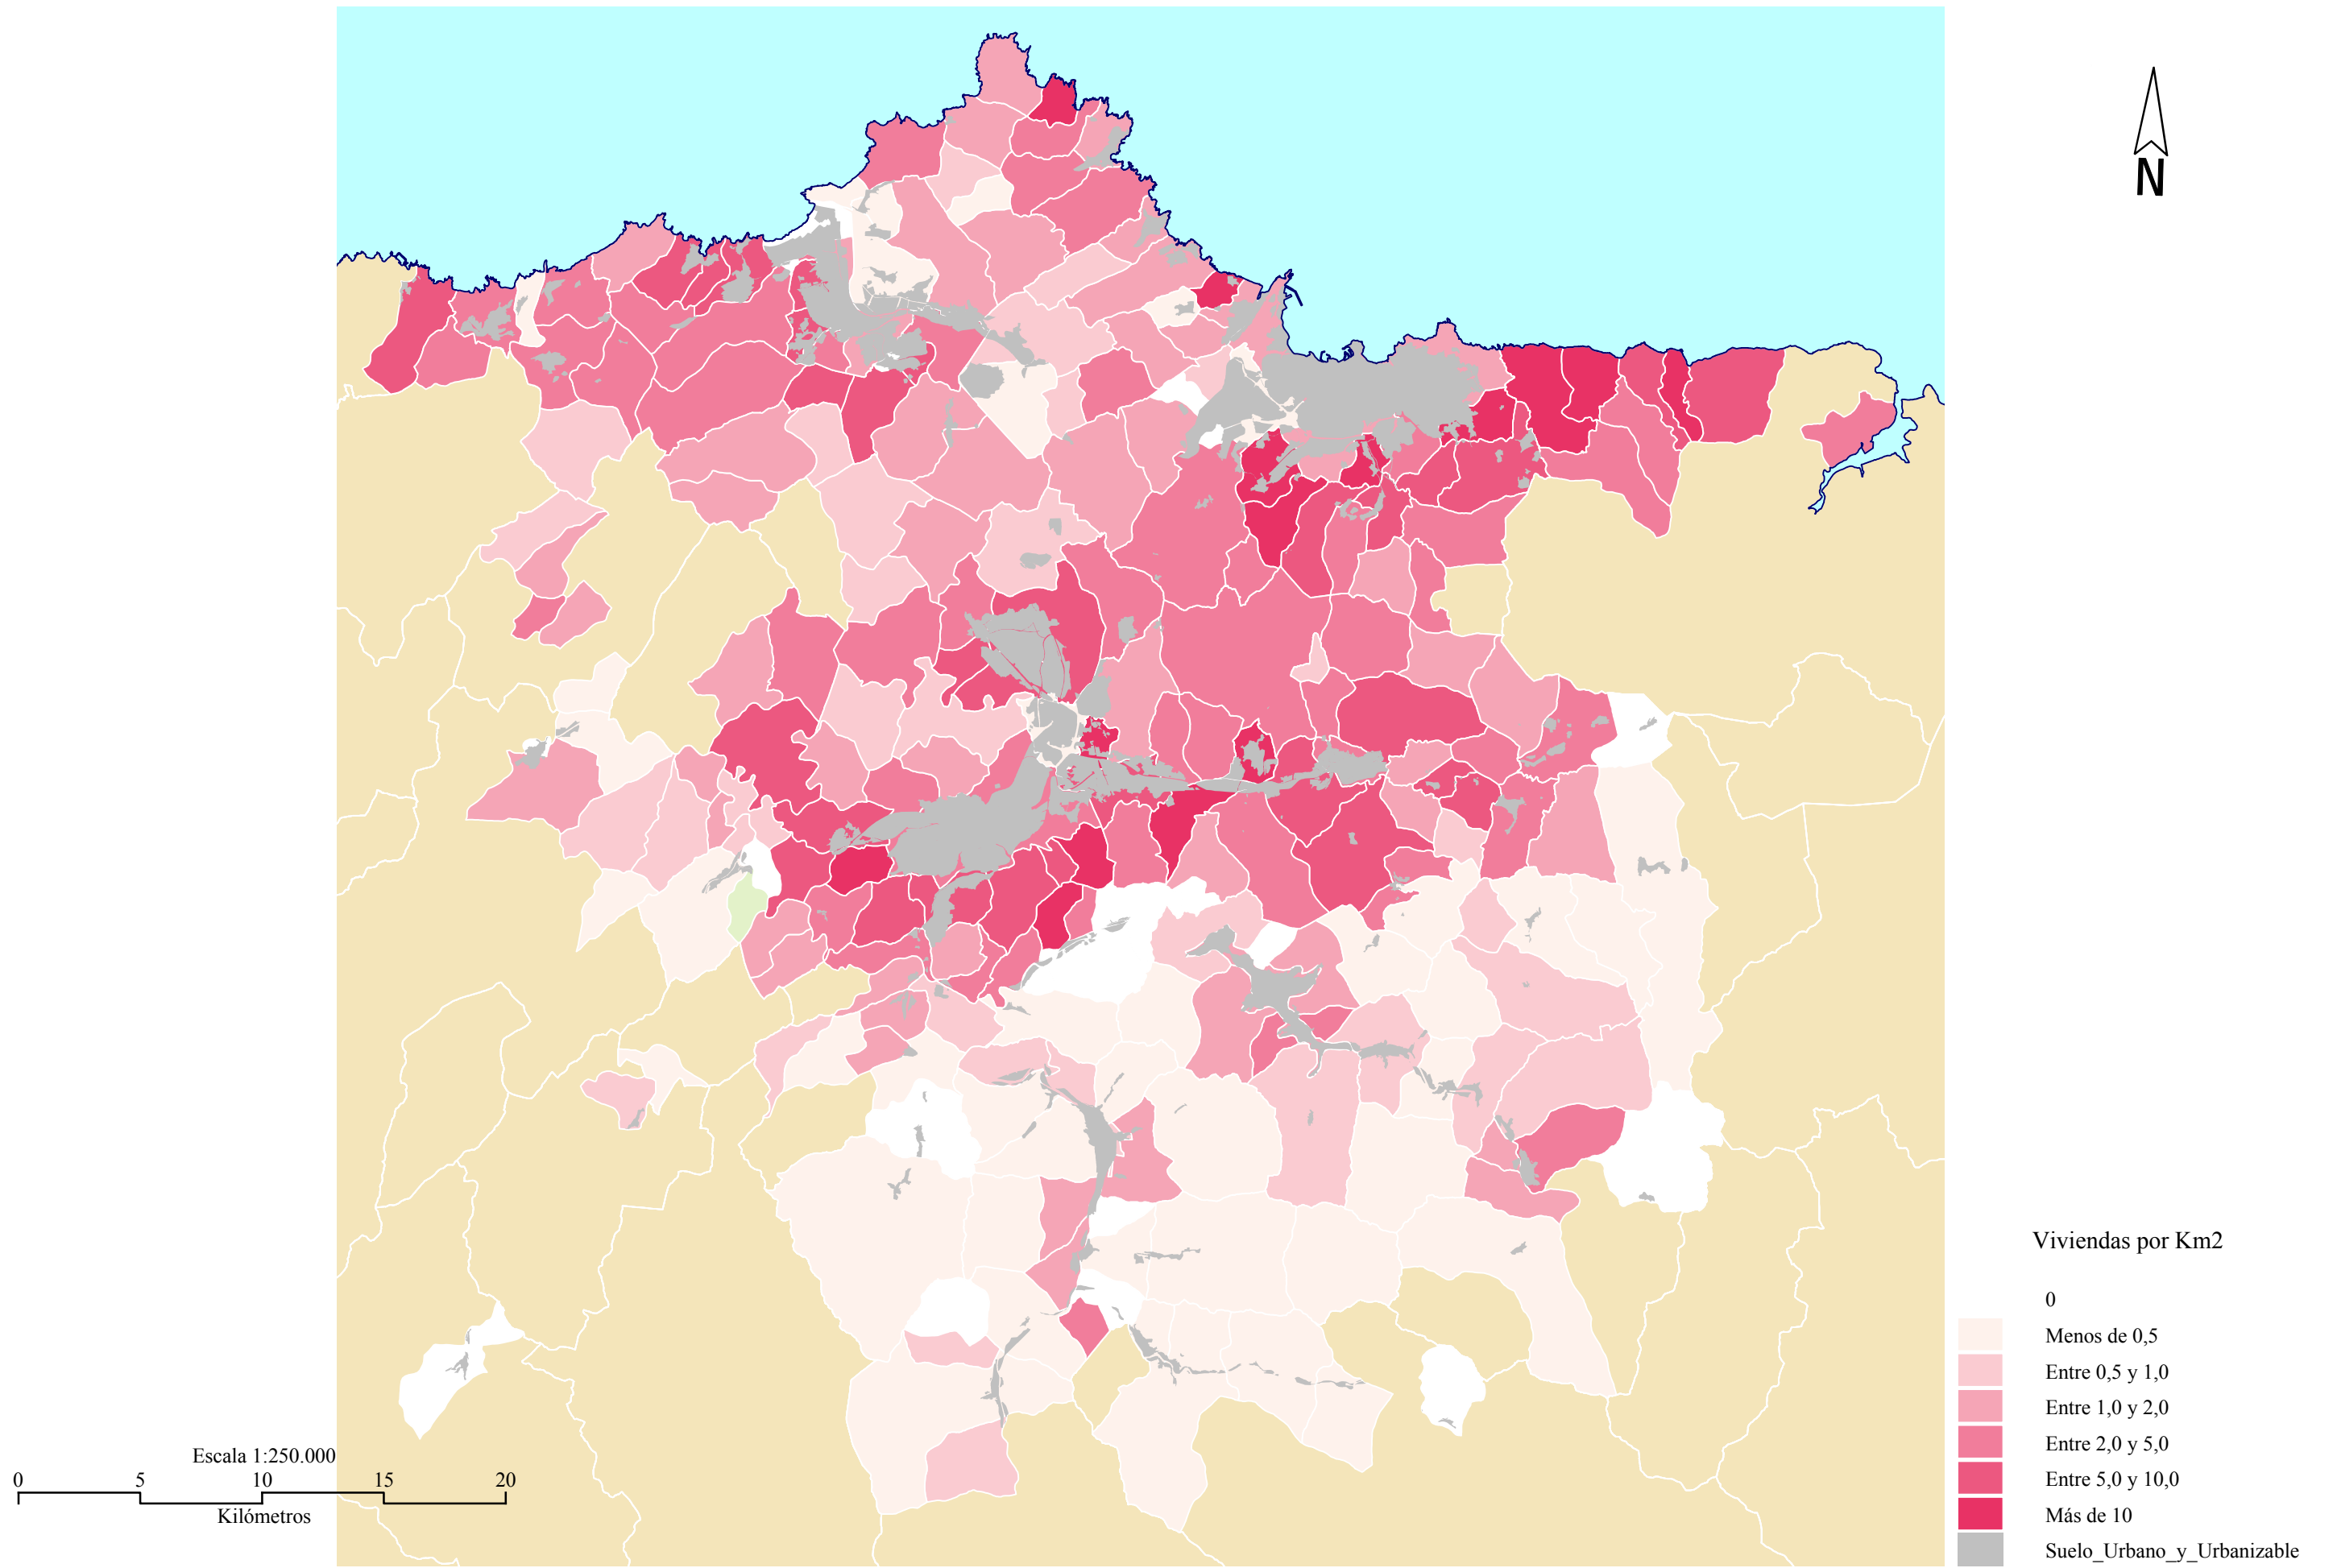 N
Viviendas por Km2
0
Menos de 0,5
Entre 0,5 y 1,0
Entre 1,0 y 2,0
Entre 2,0 y 5,0
Entre 5,0 y 10,0
Más de 10
Suelo_Urbano_y_Urbanizable
Escala 1:250.000
0 5 10 15 20
Kilómetros